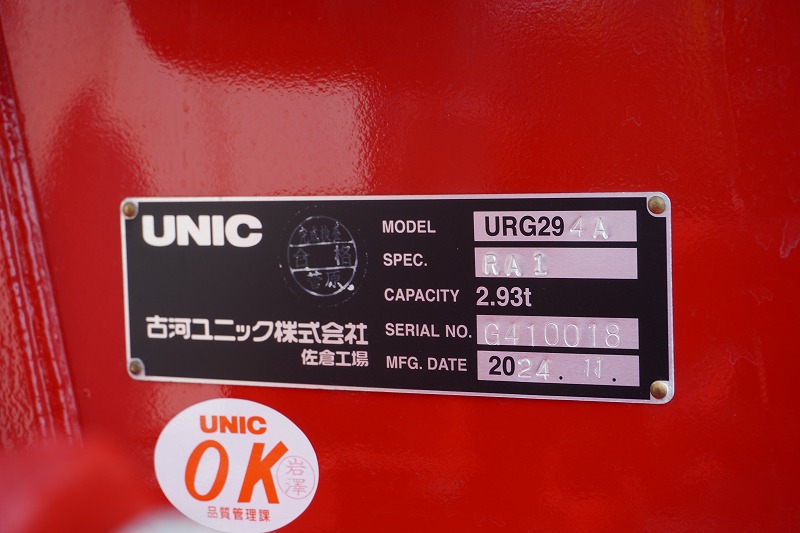 UNIC
合格
MODEL URG294A
SPEC. RA1
CAPACITY 2.93t
SERIAL NO. G410018
MFG. DATE 2024.11.
古河ユニック株式会社
佐倉工場
UNIC
OK
岩澤
品質管理課